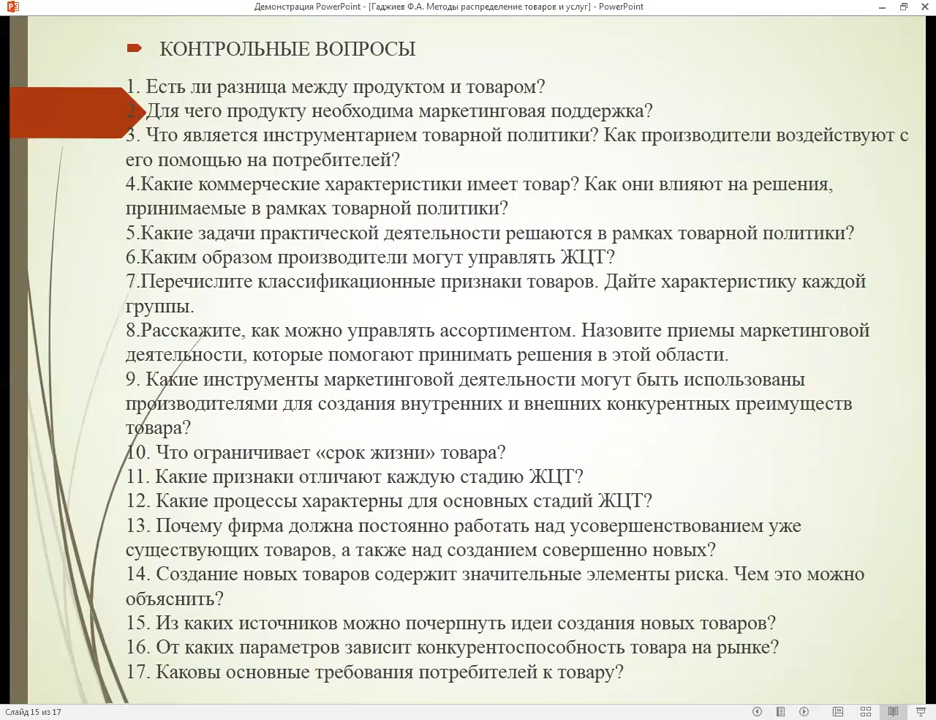 Демонстрация PowerPoint - [Гаджиев Ф.А. Методы распределение товаров и услуг] - PowerPoint
КОНТРОЛЬНЫЕ ВОПРОСЫ
1. Есть ли разница между продуктом и товаром?
2. Для чего продукту необходима маркетинговая поддержка?
3. Что является инструментарием товарной политики? Как производители воздействуют с
его помощью на потребителей?
4.Какие коммерческие характеристики имеет товар? Как они влияют на решения,
принимаемые в рамках товарной политики?
5.Какие задачи практической деятельности решаются в рамках товарной политики?
6.Каким образом производители могут управлять ЖЦТ?
7.Перечислите классификационные признаки товаров. Дайте характеристику каждой
группы.
8.Расскажите, как можно управлять ассортиментом. Назовите приемы маркетинговой
деятельности, которые помогают принимать решения в этой области.
9. Какие инструменты маркетинговой деятельности могут быть использованы
производителями для создания внутренних и внешних конкурентных преимуществ
товара?
10. Что ограничивает «срок жизни» товара?
11. Какие признаки отличают каждую стадию ЖЦТ?
12. Какие процессы характерны для основных стадий ЖЦТ?
13. Почему фирма должна постоянно работать над усовершенствованием уже
существующих товаров, а также над созданием совершенно новых?
14. Создание новых товаров содержит значительные элементы риска. Чем это можно
объяснить?
15. Из каких источников можно почерпнуть идеи создания новых товаров?
16. От каких параметров зависит конкурентоспособность товара на рынке?
17. Каковы основные требования потребителей к товару?
Слайд 15 из 17